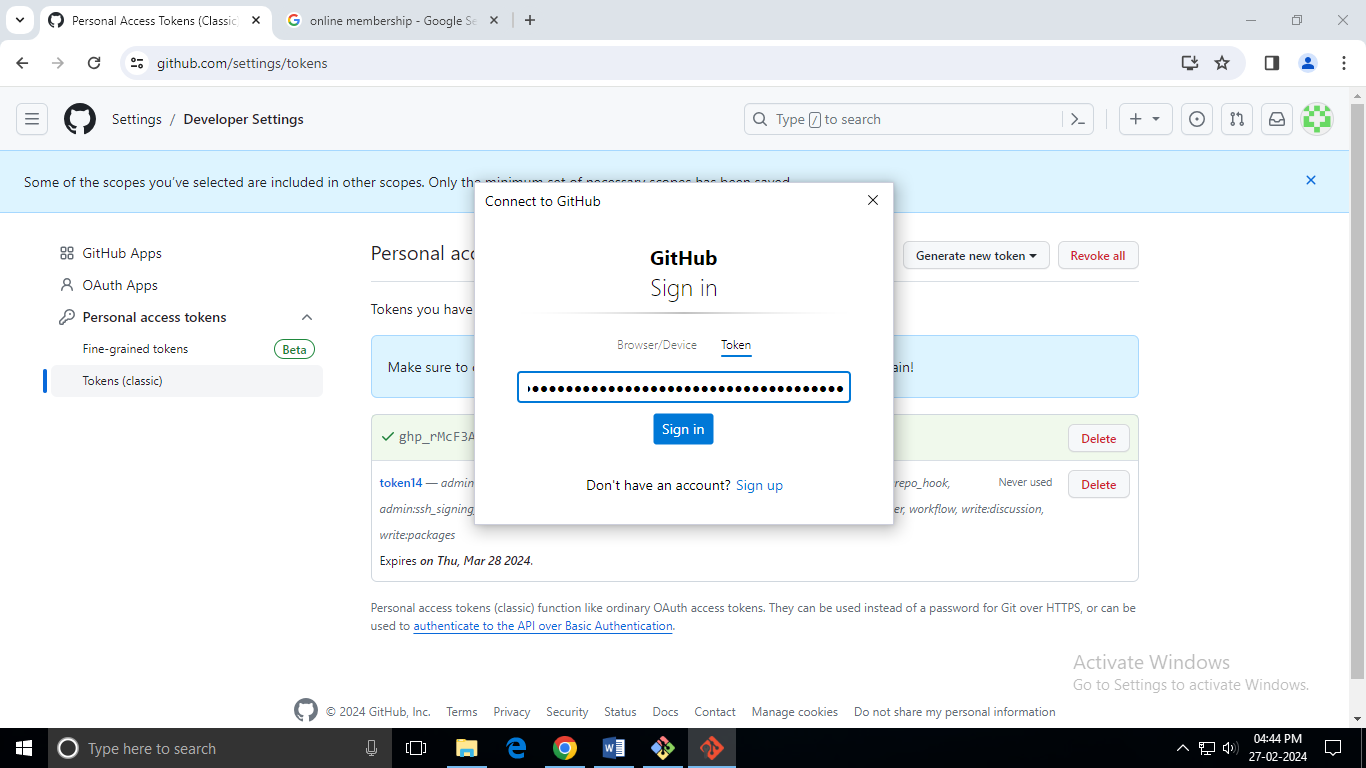 Personal Access Tokens (Classic)
online membership - Google Se
github.com/settings/tokens
Settings / Developer Settings
Type / to search
Some of the scopes you've selected are included in other scopes. Only the minimum set of necessary scopes has been saved.
Connect to GitHub
GitHub
Sign in
Browser/Device Token
Sign in
Don't have an account? Sign up
GitHub Apps
OAuth Apps
Personal access tokens
Fine-grained tokens Beta
Tokens (classic)
Personal acc
Generate new token
Revoke all
Tokens you have
Make sure to
ain!
ghp_rMcF3A
Delete
token14 — admin
repo_hook,
Never used
Delete
admin:ssh_signing
er, workflow, write:discussion,
write:packages
Expires on Thu, Mar 28 2024.
Personal access tokens (classic) function like ordinary OAuth access tokens. They can be used instead of a password for Git over HTTPS, or can be
used to authenticate to the API over Basic Authentication.
Activate Windows
Go to Settings to activate Windows.
© 2024 GitHub, Inc. Terms Privacy Security Status Docs Contact Manage cookies Do not share my personal information
Type here to search
04:44 PM
27-02-2024